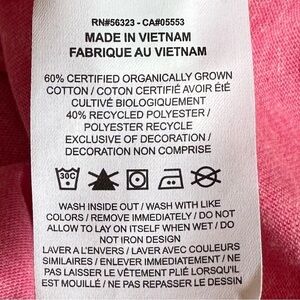 RN#56323 - CA#05553
MADE IN VIETNAM
FABRIQUE AU VIETNAM
60% CERTIFIED ORGANICALLY GROWN
COTTON / COTON CERTIFIÉ AVOIR ÉTÉ
CULTIVÉ BIOLOGIQUEMENT
40% RECYCLED POLYESTER /
POLYESTER RECYCLE
EXCLUSIVE OF DECORATION /
DECORATION NON COMPRISE
30C
WASH INSIDE OUT / WASH WITH LIKE
COLORS / REMOVE IMMEDIATELY / DO NOT
ALLOW TO LAY ON ITSELF WHEN WET / DO
NOT IRON DESIGN
LAVER A L'ENVERS / LAVER AVEC COULEURS
SIMILAIRES / ENLEVER IMMEDIATEMENT / NE
PAS LAISSER LE VÊTEMENT PLIÉ LORSQU'IL
EST MOUILLÉ / NE PAS REPASSER LE DESSIN